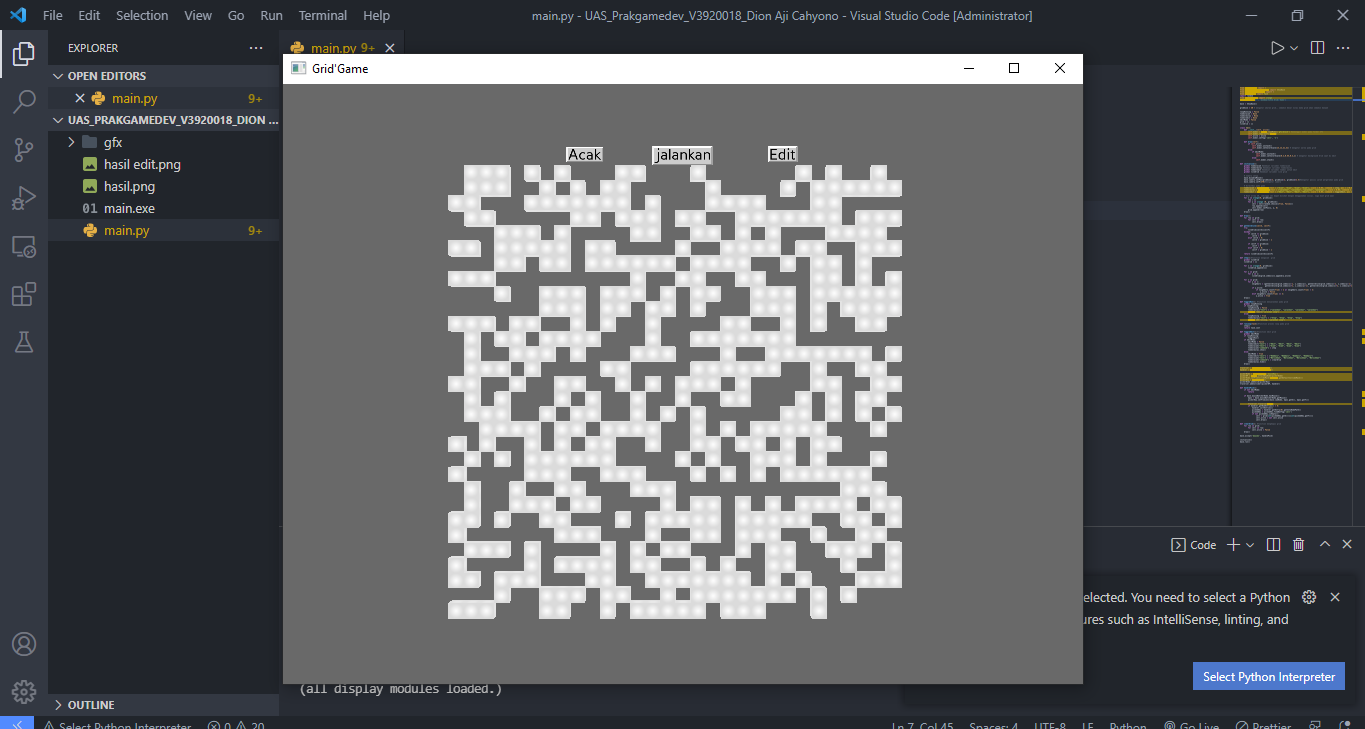 File Edit Selection View Go Run Terminal Help
main.py - UAS_Prakgamedev_V3920018_Dion Aji Cahyono - Visual Studio Code [Administrator]
EXPLORER
main.py 9+
OPEN EDITORS
main.py 9+
UAS_PRAKGAMEDEV_V3920018_DION ...
gfx
hasil edit.png
hasil.png
01 main.exe
main.py 9+
Grid'Game
Acak jalankan Edit
Code
elected. You need to select a Python
ures such as IntelliSense, linting, and
Select Python Interpreter
(all display modules loaded.)
OUTLINE
Select Python Interpreter 0 20
Ln 7, Col 45 Spaces: 4 UTF-8 LF Python Go Live Prettier